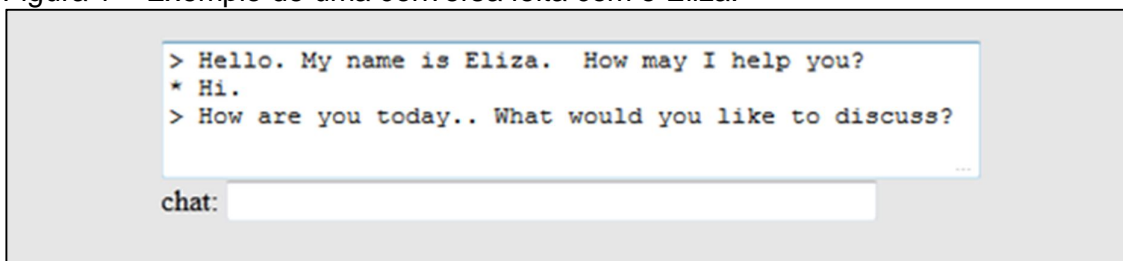 Figura 1 – Exemplo de uma conversa feita com o Eliza.
> Hello. My name is Eliza.  How may I help you?
* Hi.
> How are you today.. What would you like to discuss?
...
chat: